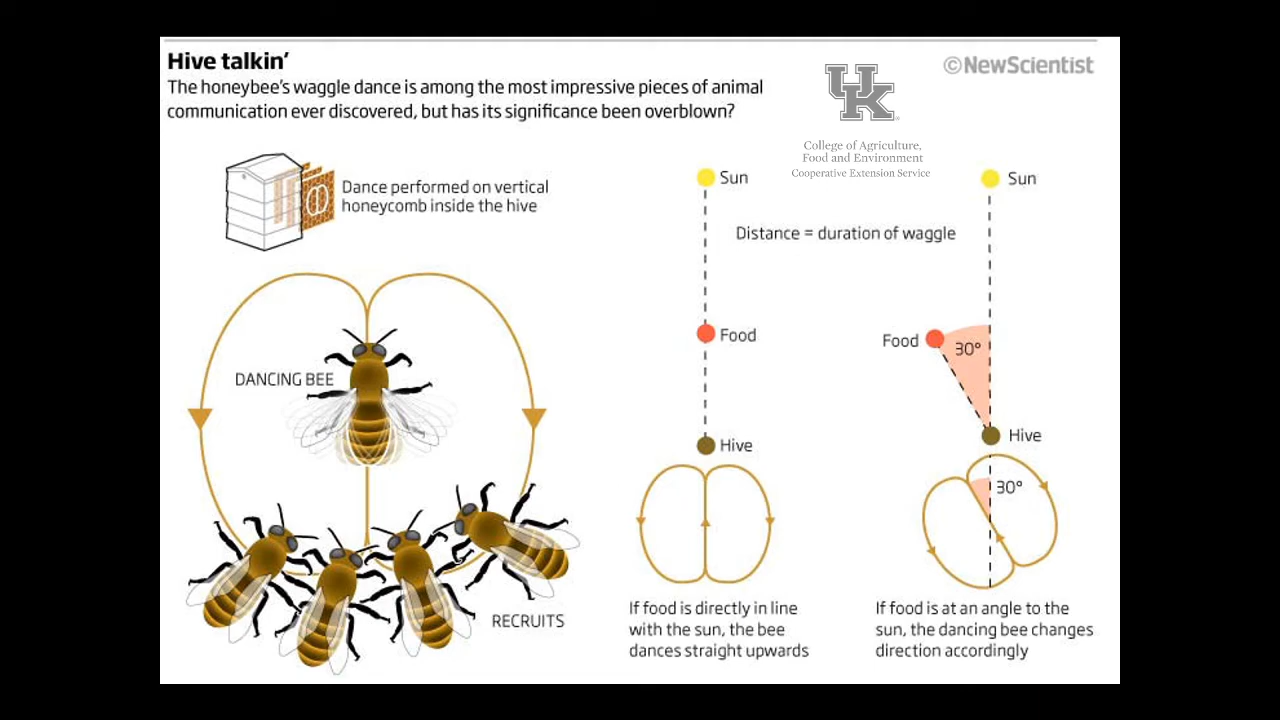 Hive talkin'
The honeybee's waggle dance is among the most impressive pieces of animal
communication ever discovered, but has its significance been overblown?
©NewScientist
UK
College of Agriculture,
Food and Environment
Cooperative Extension Service
Dance performed on vertical
honeycomb inside the hive
DANCING BEE
RECRUITS
Sun
Distance = duration of waggle
Food
Hive
If food is directly in line
with the sun, the bee
dances straight upwards
Sun
Food
30°
Hive
30°
If food is at an angle to the
sun, the dancing bee changes
direction accordingly